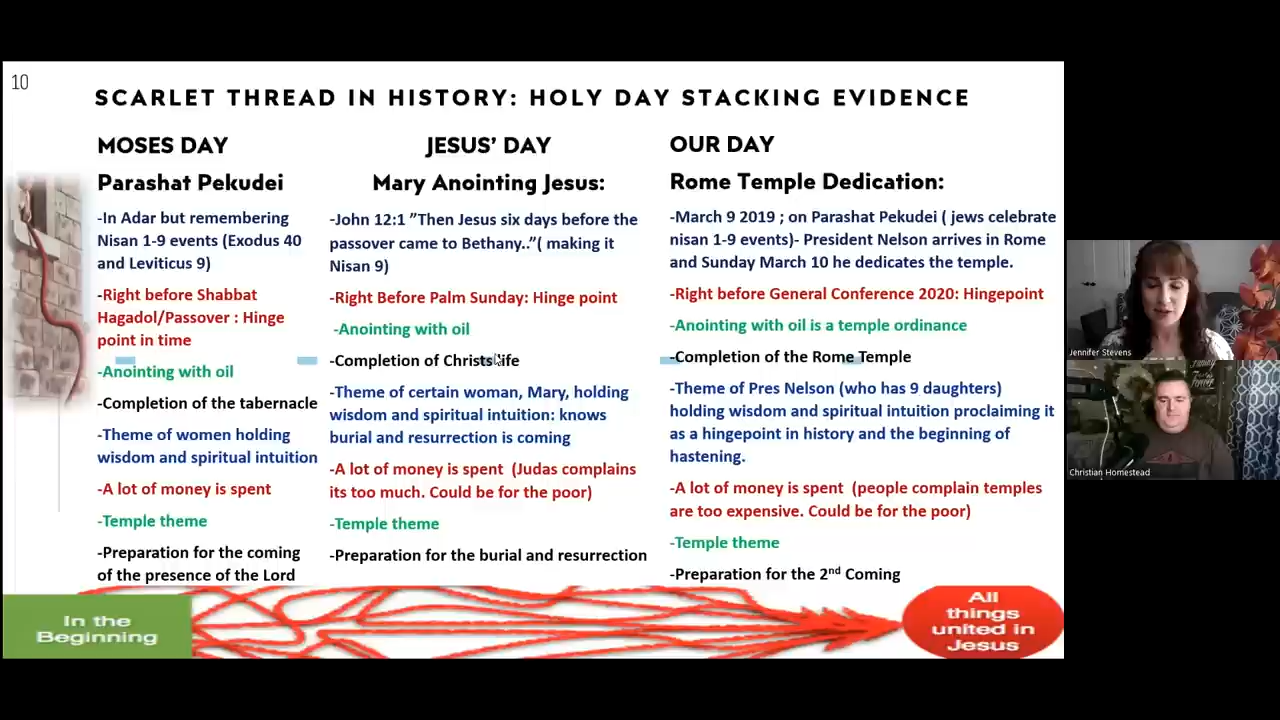 10
SCARLET THREAD IN HISTORY: HOLY DAY STACKING EVIDENCE
MOSES DAY
Parashat Pekudei
-In Adar but remembering
Nisan 1-9 events (Exodus 40
and Leviticus 9)
-Right before Shabbat
Hagadol/Passover : Hinge
point in time
-Anointing with oil
-Completion of the tabernacle
-Theme of women holding
wisdom and spiritual intuition
-A lot of money is spent
-Temple theme
-Preparation for the coming
of the presence of the Lord
JESUS’ DAY
Mary Anointing Jesus:
-John 12:1 ”Then Jesus six days before the
passover came to Bethany..”( making it
Nisan 9)
-Right Before Palm Sunday: Hinge point
-Anointing with oil
-Completion of Christs life
-Theme of certain woman, Mary, holding
wisdom and spiritual intuition: knows
burial and resurrection is coming
-A lot of money is spent (Judas complains
its too much. Could be for the poor)
-Temple theme
-Preparation for the burial and resurrection
OUR DAY
Rome Temple Dedication:
-March 9 2019 ; on Parashat Pekudei ( jews celebrate
nisan 1-9 events)- President Nelson arrives in Rome
and Sunday March 10 he dedicates the temple.
-Right before General Conference 2020: Hingepoint
-Anointing with oil is a temple ordinance
-Completion of the Rome Temple
-Theme of Pres Nelson (who has 9 daughters)
holding wisdom and spiritual intuition proclaiming it
as a hingepoint in history and the beginning of
hastening.
-A lot of money is spent (people complain temples
are too expensive. Could be for the poor)
-Temple theme
-Preparation for the 2nd Coming
In the
Beginning
All
things
united in
Jesus
Jennifer Stevens
Christian Homestead